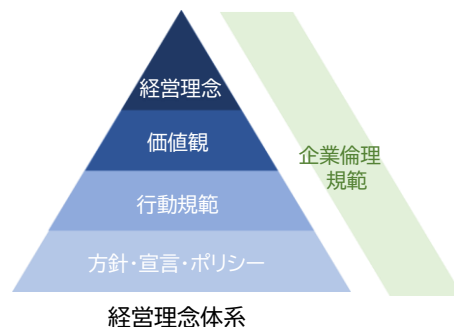 経営理念
価値観
企業倫理
規範
行動規範
方針・宣言・ポリシー
経営理念体系